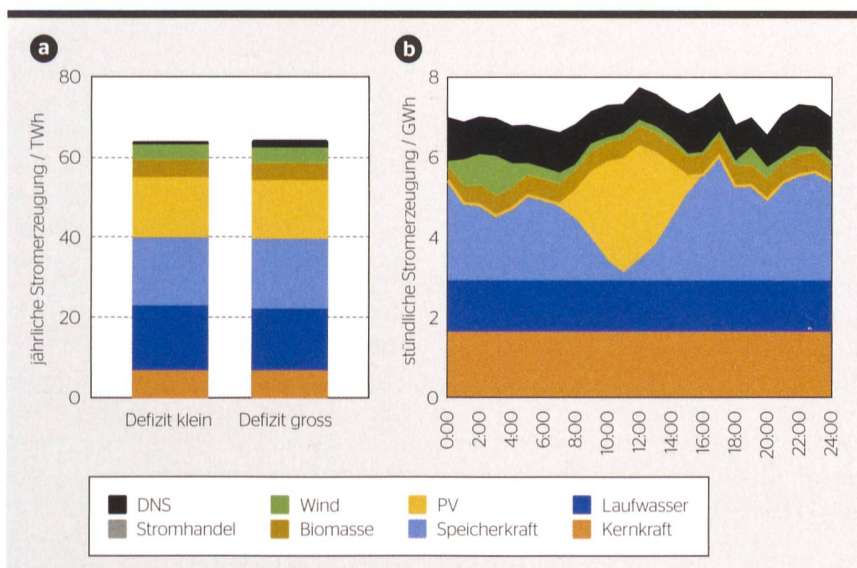 a
jährliche Stromerzeugung / TWh
80
60
40
20
0
Defizit klein Defizit gross
b
stündliche Stromerzeugung / GWh
8
6
4
2
0
0:00 2:00 4:00 6:00 8:00 10:00 12:00 14:00 16:00 18:00 20:00 22:00 24:00
DNS Wind PV Laufwasser
Stromhandel Biomasse Speicherkraft Kernkraft